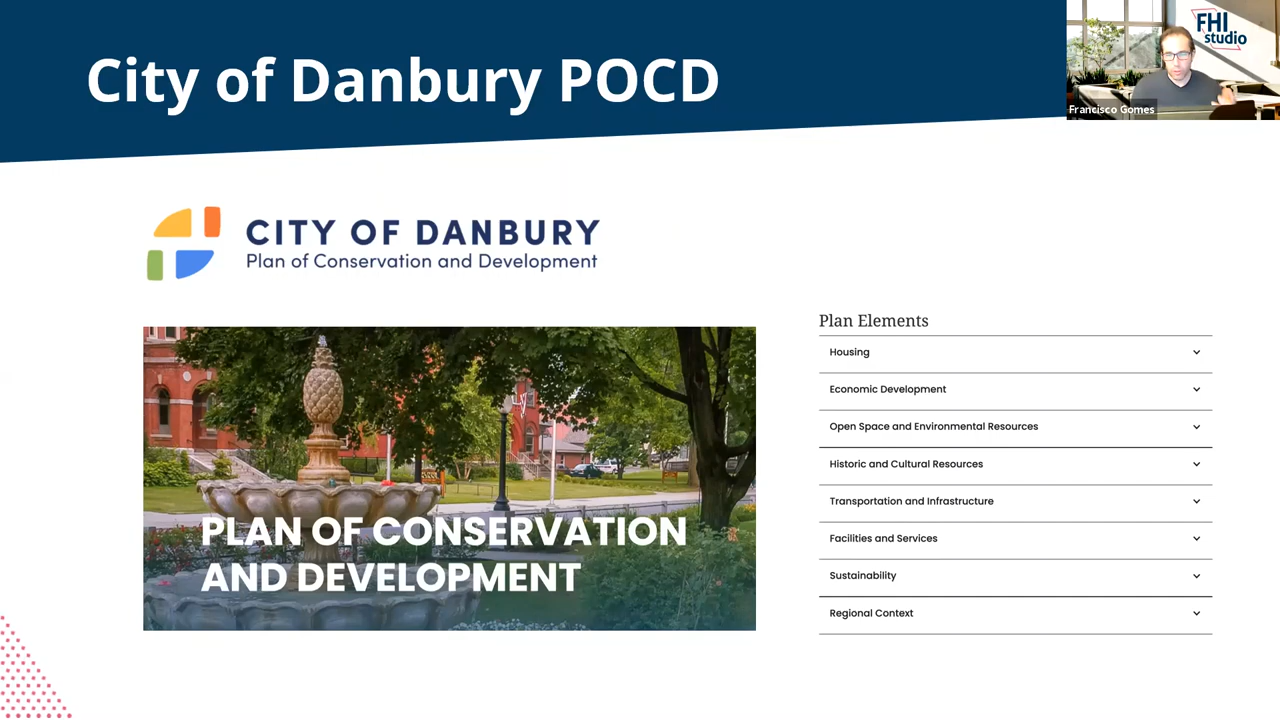 City of Danbury POCD
FHI
studio
Francisco Gomes
CITY OF DANBURY
Plan of Conservation and Development
PLAN OF CONSERVATION
AND DEVELOPMENT
Plan Elements
Housing
Economic Development
Open Space and Environmental Resources
Historic and Cultural Resources
Transportation and Infrastructure
Facilities and Services
Sustainability
Regional Context